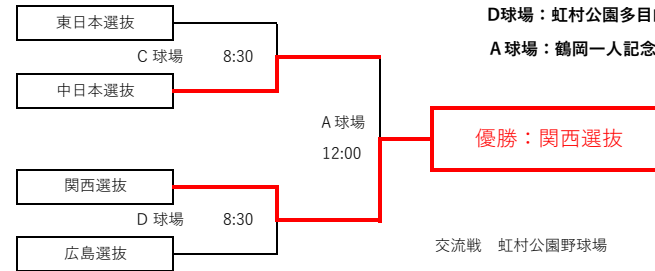 東日本選抜
D球場：虹村公園多目
C 球場 8:30
A 球場：鶴岡一人記念
中日本選抜
A 球場
12:00
優勝：関西選抜
関西選抜
D 球場 8:30
広島選抜
交流戦 虹村公園野球場